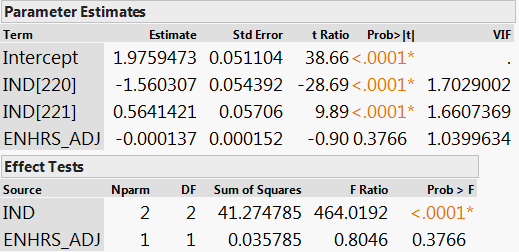 Parameter Estimates
Term Estimate Std Error t Ratio Prob>|t| VIF
Intercept 1.9759473 0.051104 38.66 <.0001* .
IND[220] -1.560307 0.054392 -28.69 <.0001* 1.7029002
IND[221] 0.5641421 0.05706 9.89 <.0001* 1.6607369
ENHRS_ADJ -0.000137 0.000152 -0.90 0.3766 1.0399634
Effect Tests
Source Nparm DF Sum of Squares F Ratio Prob > F
IND 2 2 41.274785 464.0192 <.0001*
ENHRS_ADJ 1 1 0.035785 0.8046 0.3766